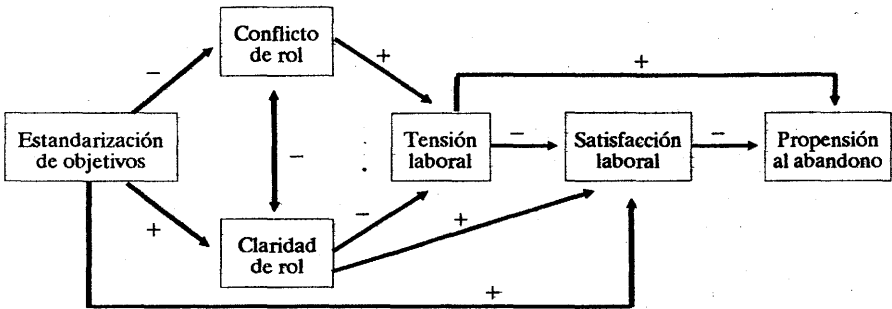 Conflicto
de rol
−
+
+
Estandarización
de objetivos
Tensión
laboral
−
Satisfacción
laboral
−
Propensión
al abandono
−
+
−
+
Claridad
de rol
+